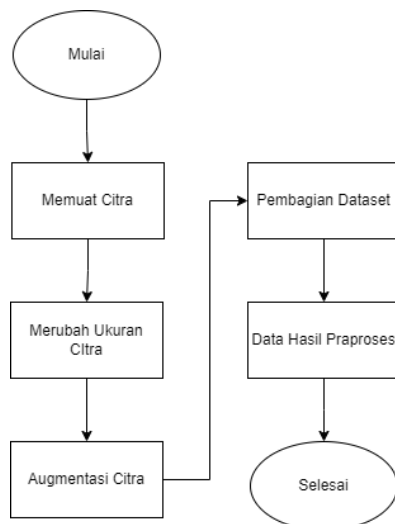 Mulai
Memuat Citra
Merubah Ukuran
CItra
Augmentasi Citra
Pembagian Dataset
Data Hasil Praproses
Selesai